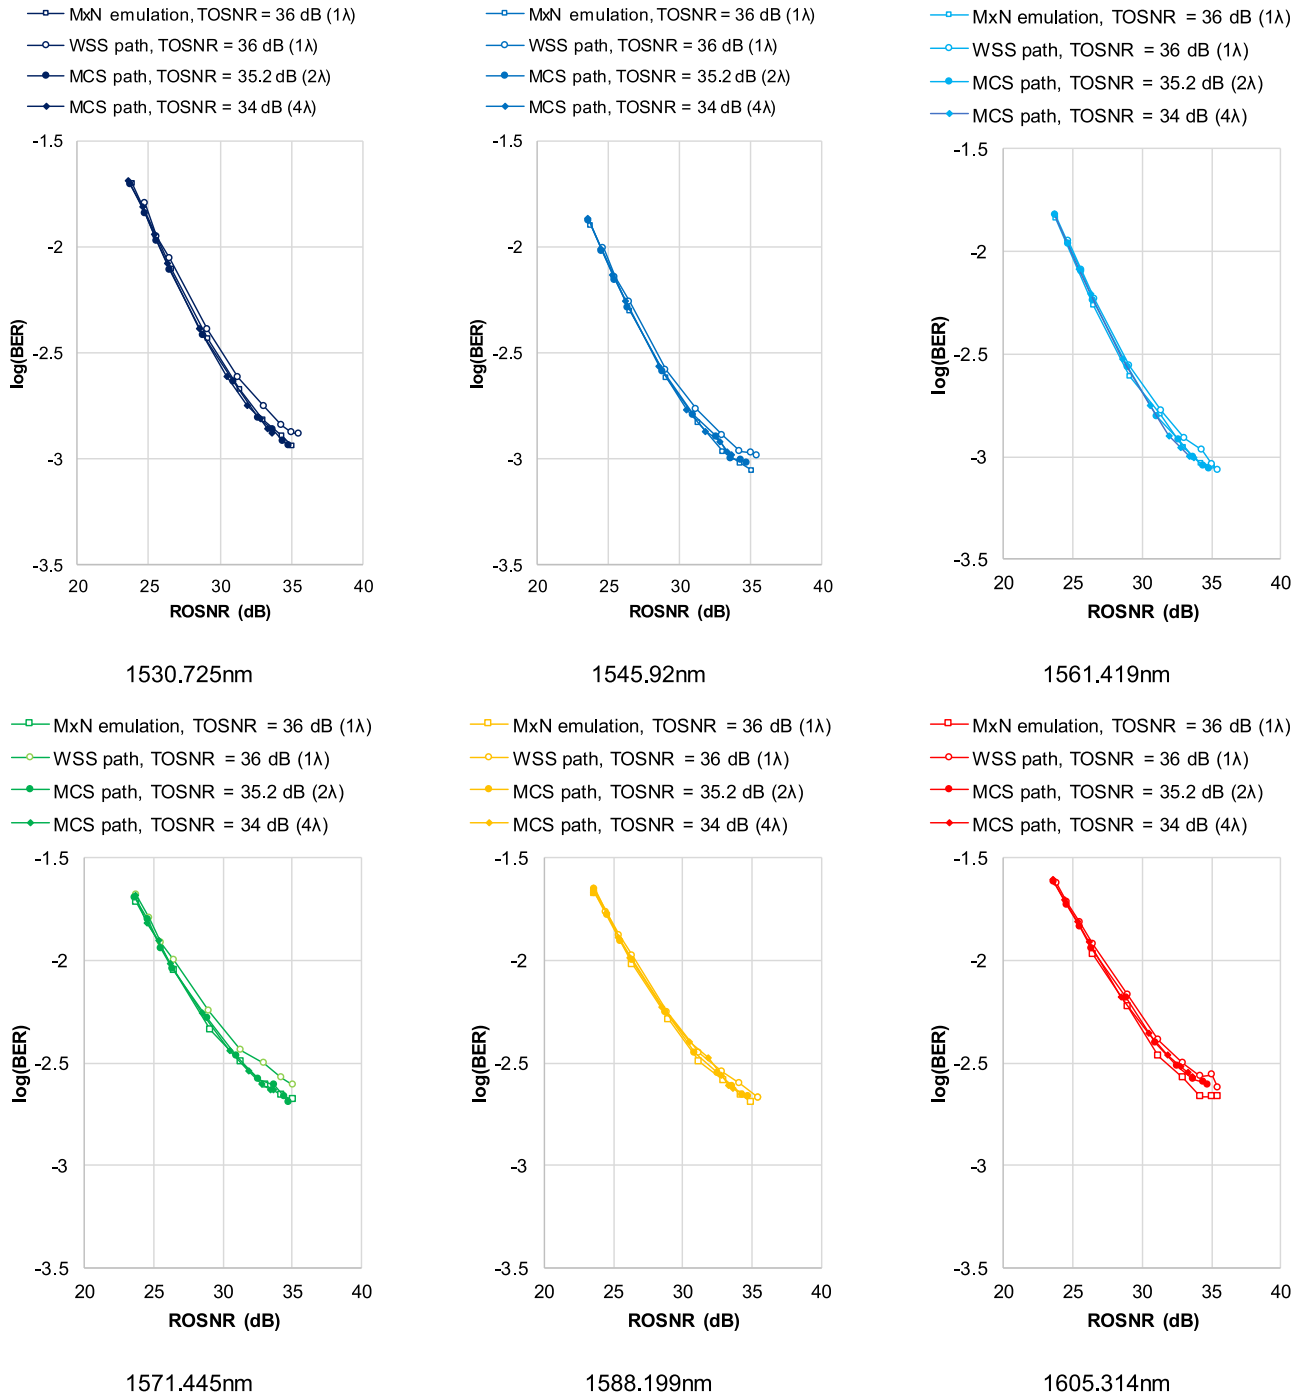 MxN emulation, TOSNR = 36 dB (1λ)
WSS path, TOSNR = 36 dB (1λ)
MCS path, TOSNR = 35.2 dB (2λ)
MCS path, TOSNR = 34 dB (4λ)
-1.5
-2
-2.5
-3
-3.5
log(BER)
20 25 30 35 40
ROSNR (dB)
1530.725nm
MxN emulation, TOSNR = 36 dB (1λ)
WSS path, TOSNR = 36 dB (1λ)
MCS path, TOSNR = 35.2 dB (2λ)
MCS path, TOSNR = 34 dB (4λ)
-1.5
-2
-2.5
-3
-3.5
log(BER)
20 25 30 35 40
ROSNR (dB)
1545.92nm
MxN emulation, TOSNR = 36 dB (1λ)
WSS path, TOSNR = 36 dB (1λ)
MCS path, TOSNR = 35.2 dB (2λ)
MCS path, TOSNR = 34 dB (4λ)
-1.5
-2
-2.5
-3
-3.5
log(BER)
20 25 30 35 40
ROSNR (dB)
1561.419nm
MxN emulation, TOSNR = 36 dB (1λ)
WSS path, TOSNR = 36 dB (1λ)
MCS path, TOSNR = 35.2 dB (2λ)
MCS path, TOSNR = 34 dB (4λ)
-1.5
-2
-2.5
-3
-3.5
log(BER)
20 25 30 35 40
ROSNR (dB)
1571.445nm
MxN emulation, TOSNR = 36 dB (1λ)
WSS path, TOSNR = 36 dB (1λ)
MCS path, TOSNR = 35.2 dB (2λ)
MCS path, TOSNR = 34 dB (4λ)
-1.5
-2
-2.5
-3
-3.5
log(BER)
20 25 30 35 40
ROSNR (dB)
1588.199nm
MxN emulation, TOSNR = 36 dB (1λ)
WSS path, TOSNR = 36 dB (1λ)
MCS path, TOSNR = 35.2 dB (2λ)
MCS path, TOSNR = 34 dB (4λ)
-1.5
-2
-2.5
-3
-3.5
log(BER)
20 25 30 35 40
ROSNR (dB)
1605.314nm